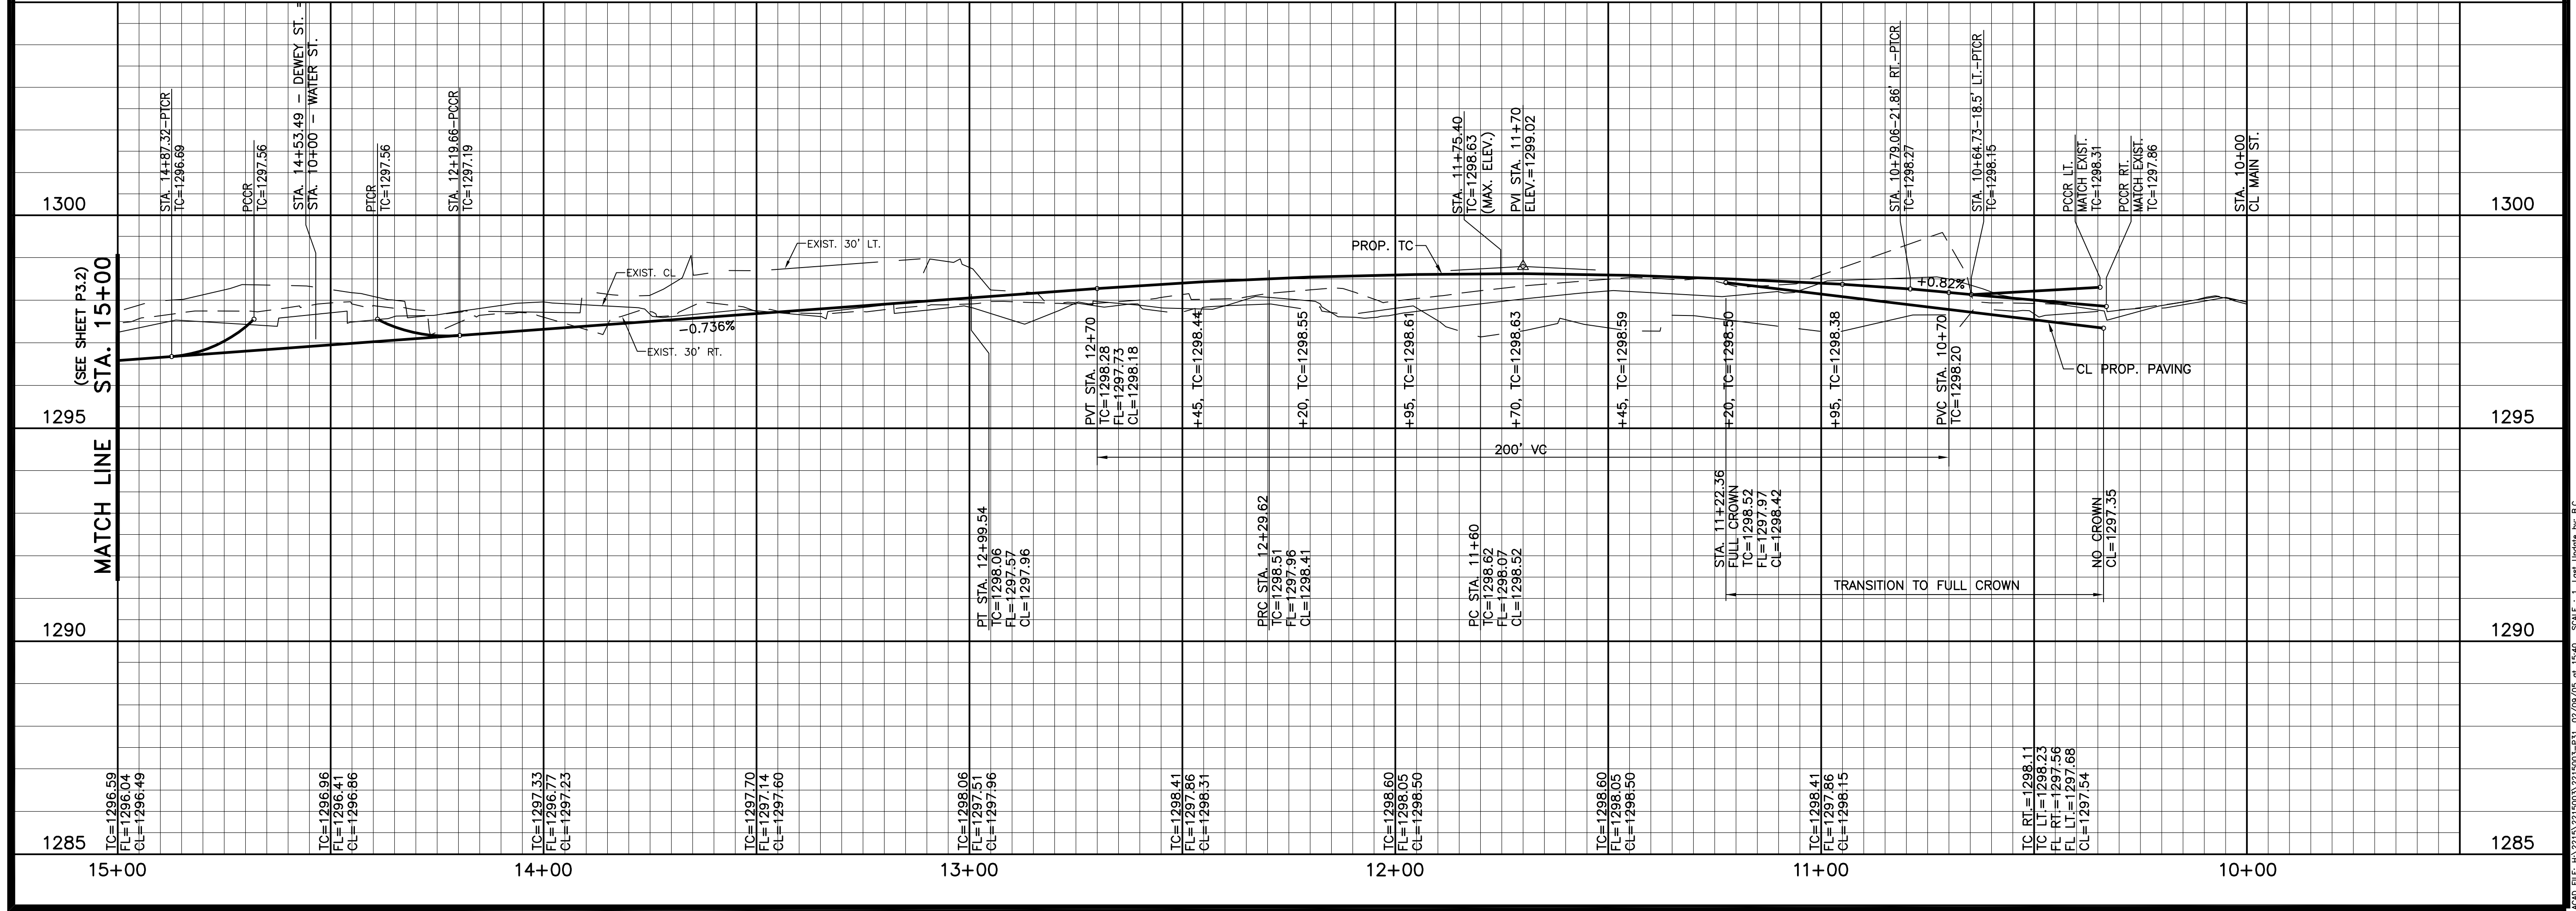 STA. 14+87.32-PTCR
TC=1296.69
PCCR
TC=1297.56
STA. 14+53.49 - DEWEY ST. =
STA. 10+00 - WATER ST.
PTCR
TC=1297.56
STA. 12+19.66-PCCR
TC=1297.19
STA. 11+75.40
TC=1298.63
(MAX. ELEV.)
PVI STA. 11+70
ELEV.=1299.02
STA. 10+79.06-21.86' RT.-PTCR
TC=1298.27
STA. 10+64.73-18.5' LT.-PTCR
TC=1298.15
PCCR LT.
MATCH EXIST.
TC=1298.31
PCCR RT.
MATCH EXIST.
TC=1297.86
STA. 10+00
CL MAIN ST.
1300
1300
(SEE SHEET P3.2)
MATCH LINE STA. 15+00
EXIST. 30' LT.
EXIST. CL
PROP. TC
-0.736%
EXIST. 30' RT.
+0.82%
CL PROP. PAVING
PVT STA. 12+70
TC=1298.28
FL=1297.73
CL=1298.18
+45, TC=1298.44
+20, TC=1298.55
+95, TC=1298.61
+70, TC=1298.63
+45, TC=1298.59
+20, TC=1298.50
+95, TC=1298.38
PVC STA. 10+70
TC=1298.20
1295
1295
200' VC
PT STA. 12+99.54
TC=1298.06
FL=1297.57
CL=1297.96
PRC STA. 12+29.62
TC=1298.51
FL=1297.96
CL=1298.41
PC STA. 11+60
TC=1298.62
FL=1298.07
CL=1298.52
STA. 11+22.36
FULL CROWN
TC=1298.52
FL=1297.97
CL=1298.42
NO CROWN
CL=1297.35
TRANSITION TO FULL CROWN
1290
1290
TC=1296.59
FL=1296.04
CL=1296.49
TC=1296.96
FL=1296.41
CL=1296.86
TC=1297.33
FL=1296.77
CL=1297.23
TC=1297.70
FL=1297.14
CL=1297.60
TC=1298.06
FL=1297.51
CL=1297.96
TC=1298.41
FL=1297.86
CL=1298.31
TC=1298.60
FL=1298.05
CL=1298.50
TC=1298.60
FL=1298.05
CL=1298.50
TC=1298.41
FL=1297.86
CL=1298.15
TC RT.=1298.11
TC LT.=1298.23
FL RT.=1297.56
FL LT.=1297.68
CL=1297.54
1285
1285
15+00
14+00
13+00
12+00
11+00
10+00